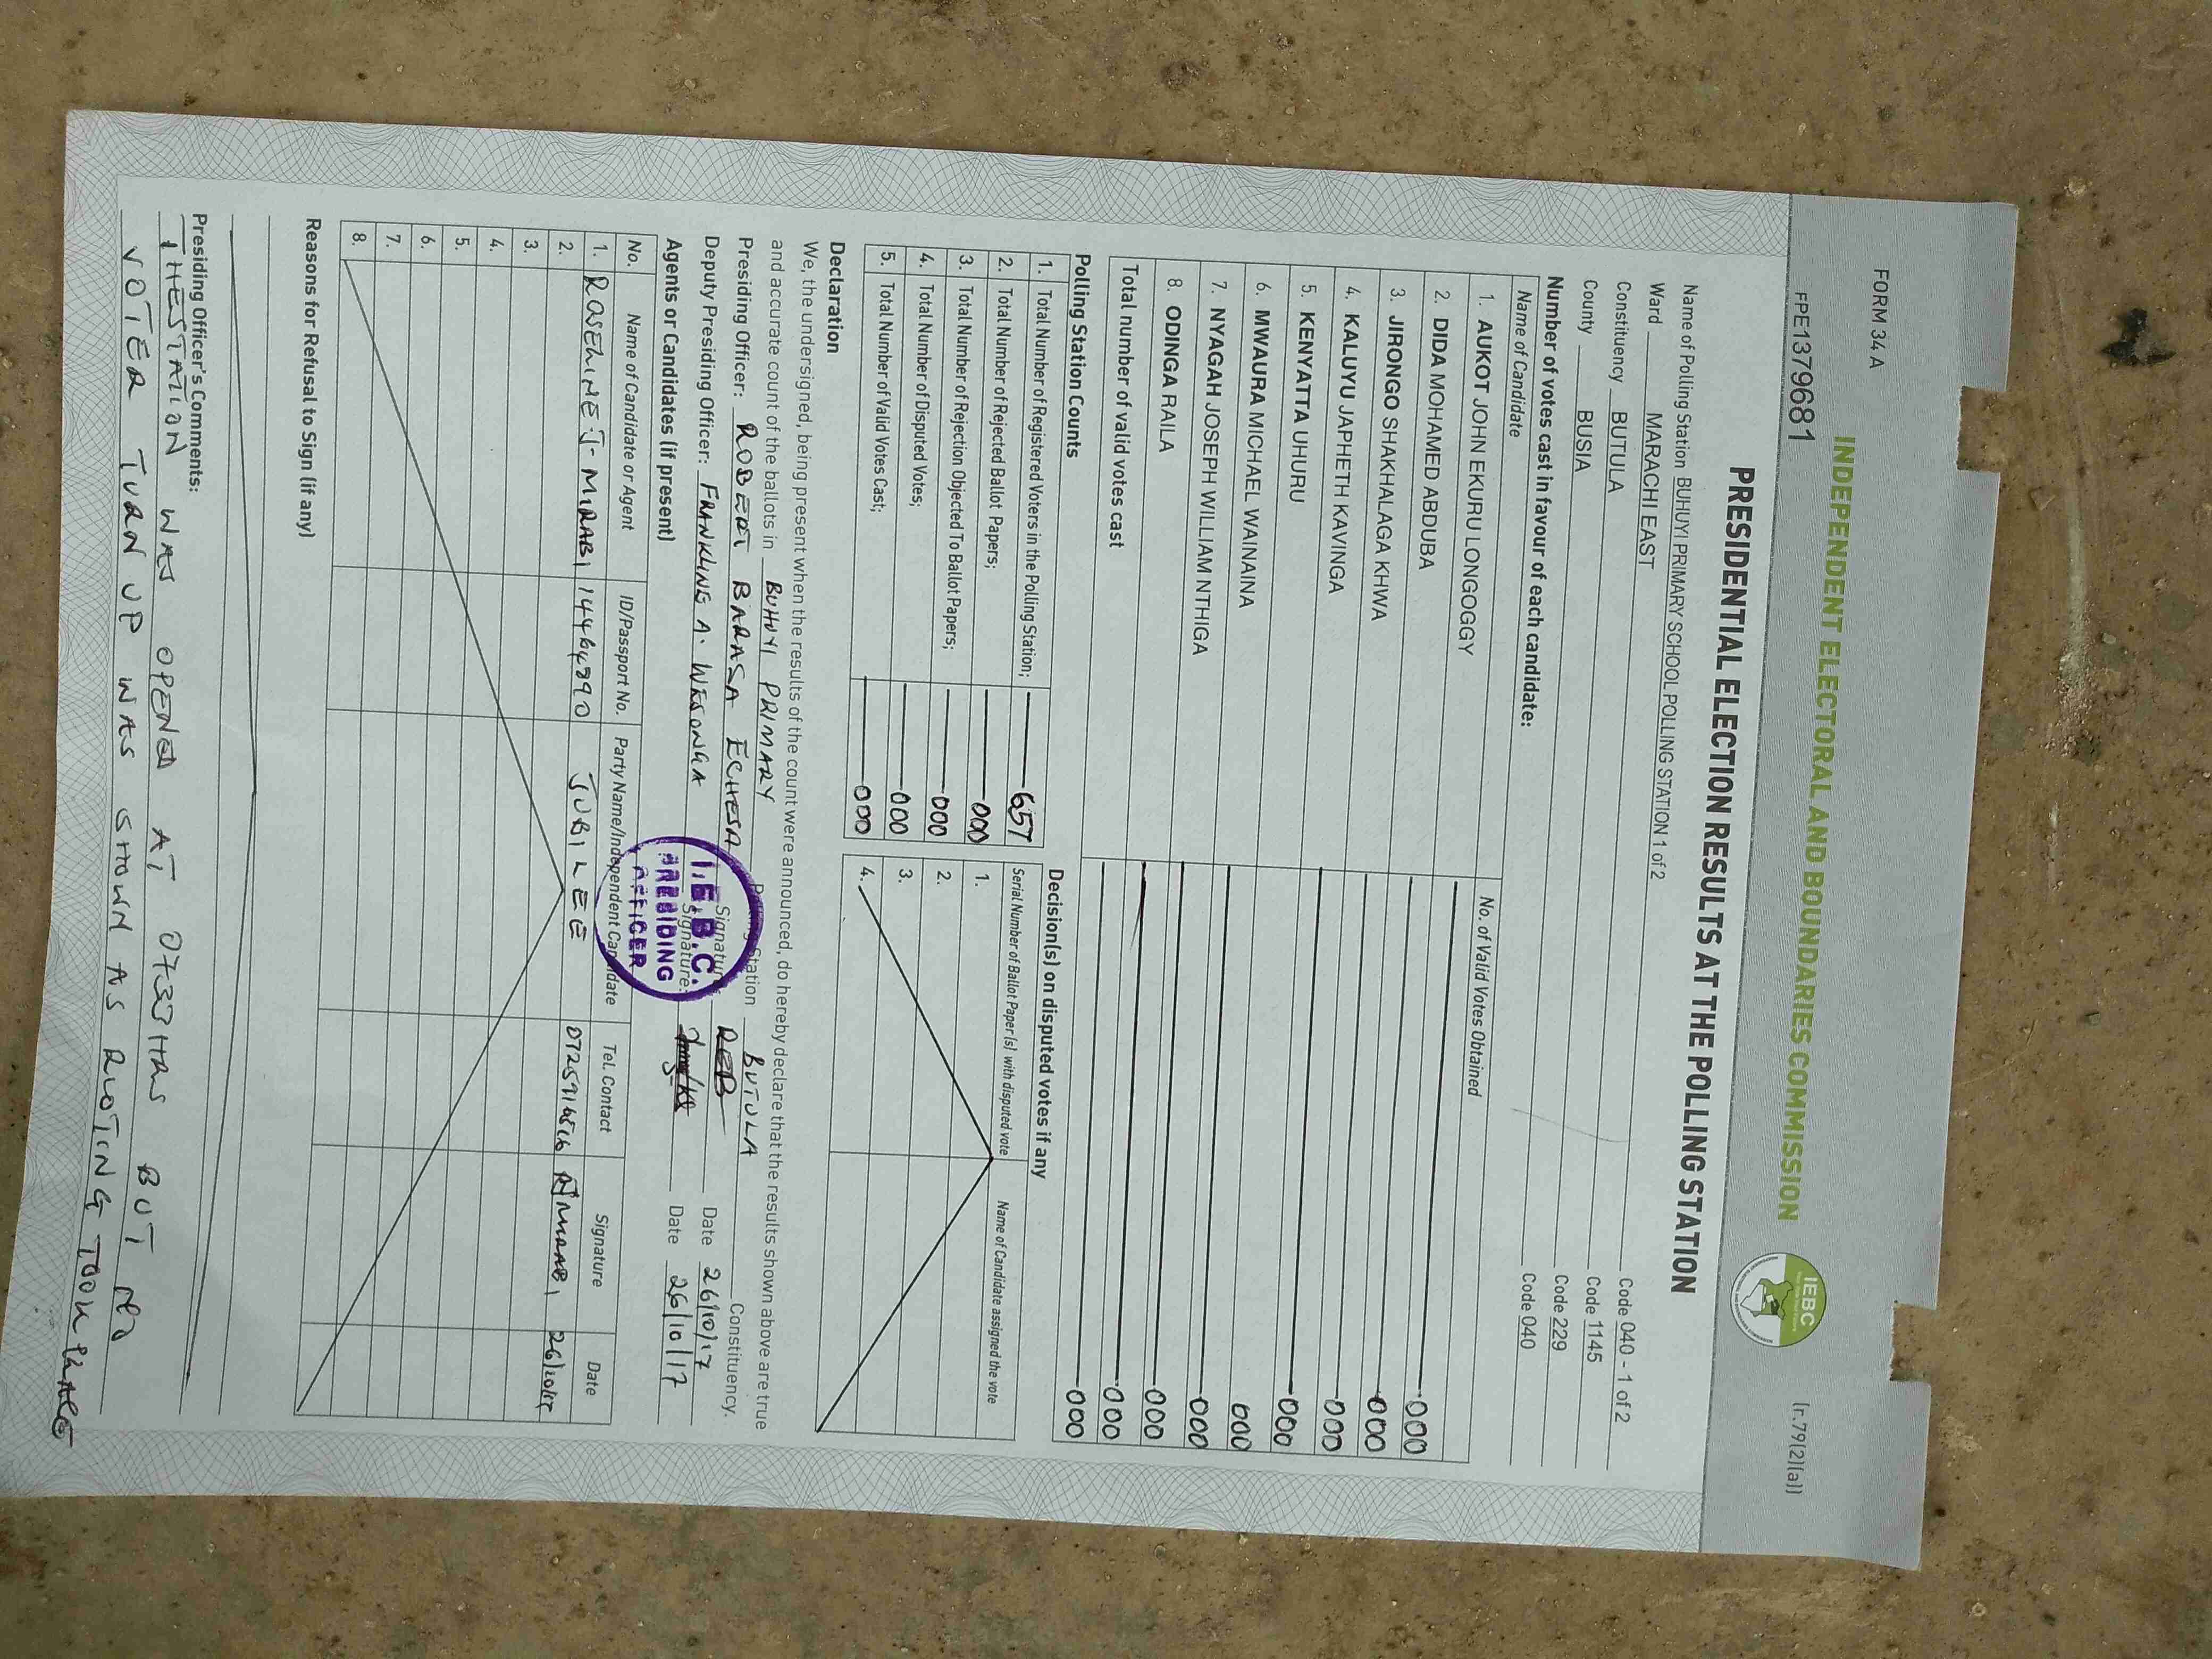 FORM 34 A
INDEPENDENT ELECTORAL AND BOUNDARIES COMMISSION
IEBC
(r.79(2)(a))
FPE1379681
PRESIDENTIAL ELECTION RESULTS AT THE POLLING STATION
Name of Polling Station BUHUYI PRIMARY SCHOOL POLLING STATION 1 of 2 Code 040 - 1 of 2
Ward MARACHI EAST Code 1145
Constituency BUTULA Code 229
County BUSIA Code 040
Number of votes cast in favour of each candidate:
Name of Candidate No. of Valid Votes Obtained
1. AUKOT JOHN EKURU LONGOGGY 000
2. DIDA MOHAMED ABDUBA 000
3. JIRONGO SHAKHALAGA KHWA 000
4. KALUYU JAPHETH KAVINGA 000
5. KENYATTA UHURU 000
6. MWAURA MICHAEL WAINAINA 000
7. NYAGAH JOSEPH WILLIAM NTHIGA 000
8. ODINGA RAILA 000
Total number of valid votes cast 000
Polling Station Counts
1. Total Number of Registered Voters in the Polling Station; 657
2. Total Number of Rejected Ballot Papers; 000
3. Total Number of Rejection Objected To Ballot Papers; 000
4. Total Number of Disputed Votes; 000
5. Total Number of Valid Votes Cast; 000
Decision(s) on disputed votes if any
Serial Number of Ballot Paper(s) with disputed vote Name of Candidate assigned the vote
1.
2.
3.
4.
Declaration
We, the undersigned, being present when the results of the count were announced, do hereby declare that the results shown above are true
and accurate count of the ballots in BUHUYI PRIMARY Polling Station BUTULA Constituency.
Presiding Officer: ROBERT BARASA ECHESA Signature: REB Date 26/10/17
Deputy Presiding Officer: FRANKLINS A. WESONGA Signature: Date 26/10/17
I.E.B.C.
PRESIDING
OFFICER
Agents or Candidates (if present)
No. Name of Candidate or Agent ID/Passport No. Party Name/Independent Candidate Tel. Contact Signature Date
1. ROSELINE J. MURABI 14464890 JUBILEE 26/10/17
2.
3.
4.
5.
6.
7.
8.
Reasons for Refusal to Sign (if any)
Presiding Officer's Comments:
THE STATION WAS OPENED AT 0733HRS BUT NO
VOTER TURN UP WAS SHOWN AS RIOTING TOOK